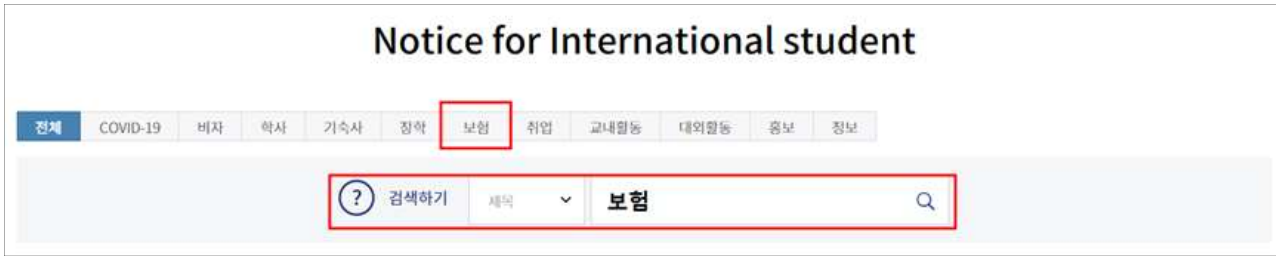 Notice for International student
전체 COVID-19 비자 학사 기숙사 장학 보험 취업 교내활동 대외활동 홍보 정보
? 검색하기 제목 보험